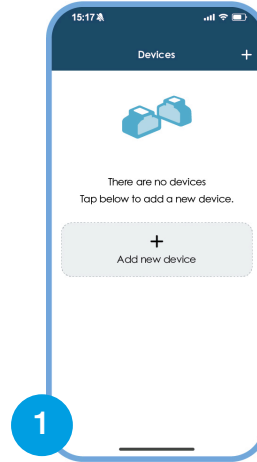 15:17
Devices
+
There are no devices
Tap below to add a new device.
+
Add new device
1